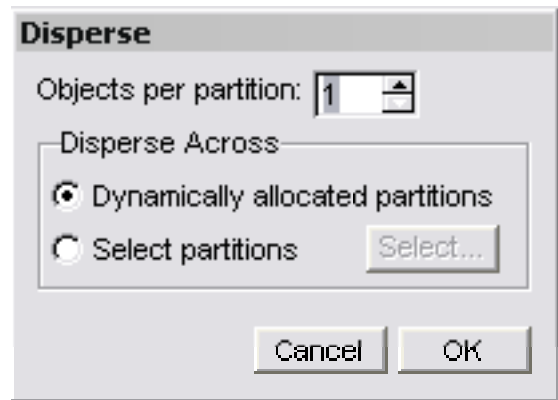 Disperse
Objects per partition: 1
Disperse Across
Dynamically allocated partitions
Select partitions Select...
Cancel OK